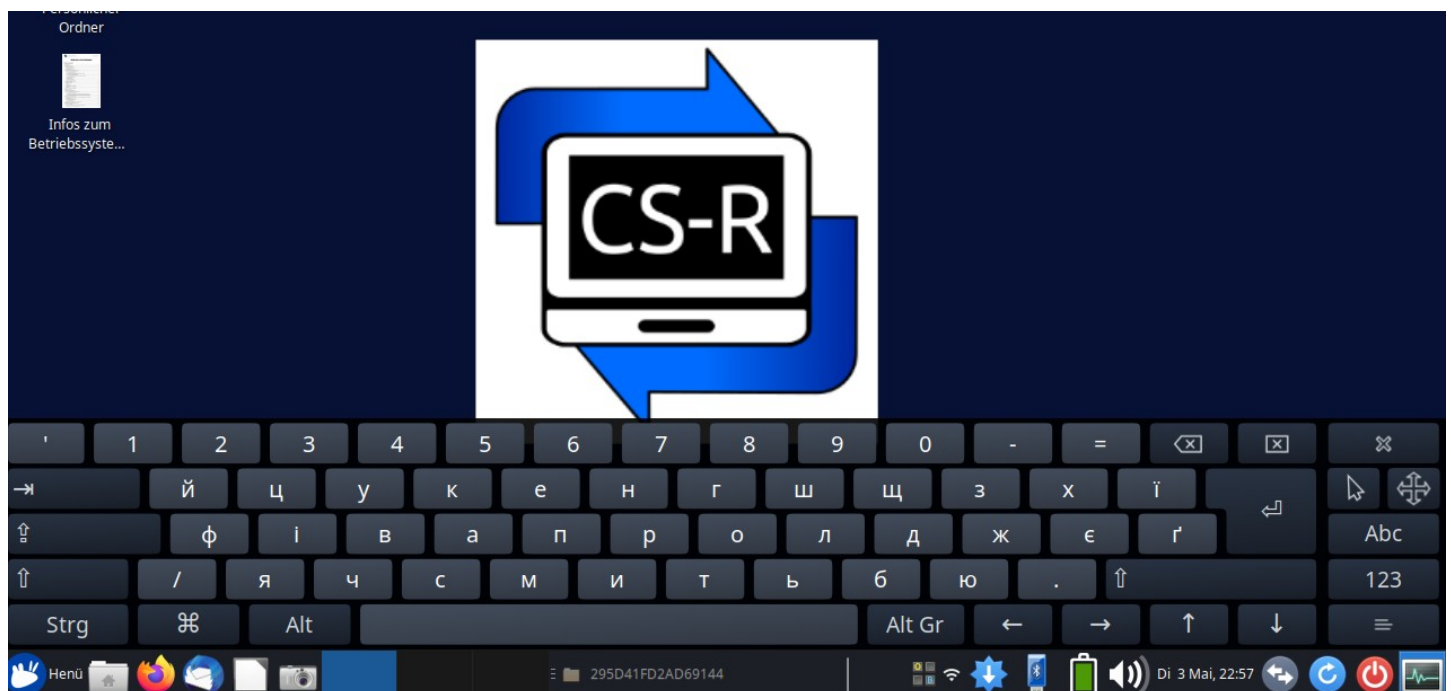 Persönlicher
Ordner
Infos zum
Betriebssyste...
CS-R
' 1 2 3 4 5 6 7 8 9 0 - =
й ц у к е н г ш щ з х ї
ф і в а п р о л д ж є ґ Abc
/ я ч с м и т ь б ю . 123
Strg Alt Alt Gr
Menü 295D41FD2AD69144 Di 3 Mai, 22:57